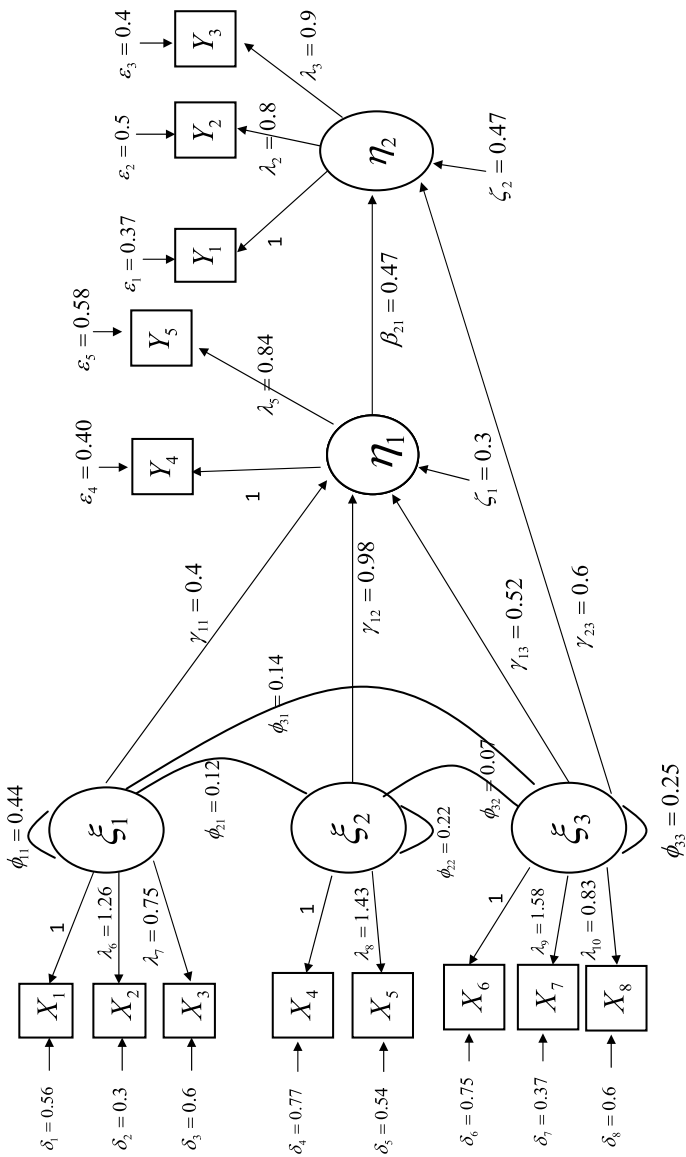 δ₁ = 0.56
δ₂ = 0.3
δ₃ = 0.6
δ₄ = 0.77
δ₅ = 0.54
δ₆ = 0.75
δ₇ = 0.37
δ₈ = 0.6
X₁
X₂
X₃
X₄
X₅
X₆
X₇
X₈
1
λ₆ = 1.26
λ₇ = 0.75
1
λ₈ = 1.43
1
λ₉ = 1.58
λ₁₀ = 0.83
ϕ₁₁ = 0.44
ξ₁
ϕ₂₁ = 0.12
ϕ₃₁ = 0.14
ξ₂
ϕ₂₂ = 0.22
ϕ₃₂ = 0.07
ξ₃
ϕ₃₃ = 0.25
γ₁₁ = 0.4
γ₁₂ = 0.98
γ₁₃ = 0.52
γ₂₃ = 0.6
ε₄ = 0.40
Y₄
1
ε₅ = 0.58
Y₅
λ₅ = 0.84
η₁
ζ₁ = 0.3
β₂₁ = 0.47
ε₁ = 0.37
Y₁
1
ε₂ = 0.5
Y₂
λ₂ = 0.8
ε₃ = 0.4
Y₃
λ₃ = 0.9
η₂
ζ₂ = 0.47